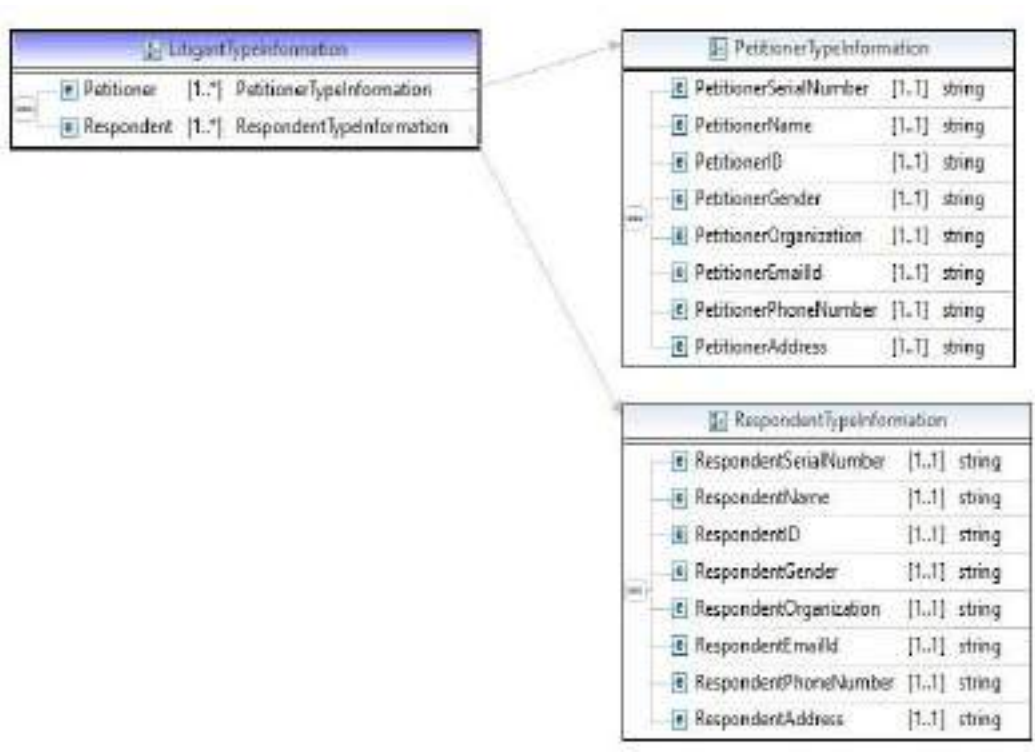 LitigantTypeInformation
Petitioner [1..*] PetitionerTypeInformation
Respondent [1..*] RespondentTypeInformation
PetitionerTypeInformation
PetitionerSerialNumber [1..1] string
PetitionerName [1..1] string
PetitionerID [1..1] string
PetitionerGender [1..1] string
PetitionerOrganization [1..1] string
PetitionerEmailId [1..1] string
PetitionerPhoneNumber [1..1] string
PetitionerAddress [1..1] string
RespondentTypeInformation
RespondentSerialNumber [1..1] string
RespondentName [1..1] string
RespondentID [1..1] string
RespondentGender [1..1] string
RespondentOrganization [1..1] string
RespondentEmailId [1..1] string
RespondentPhoneNumber [1..1] string
RespondentAddress [1..1] string